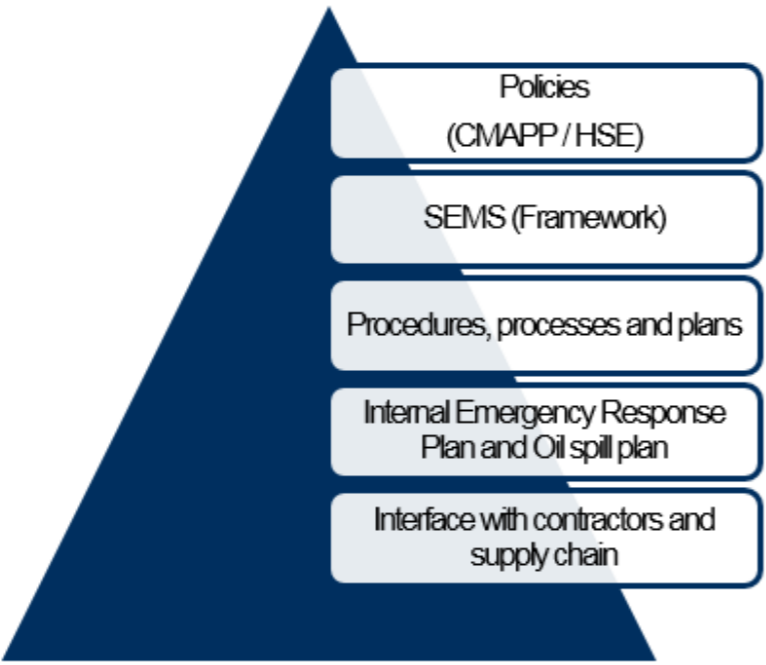 Policies
(CMAPP / HSE)
SEMS (Framework)
Procedures, processes and plans
Internal Emergency Response
Plan and Oil spill plan
Interface with contractors and
supply chain